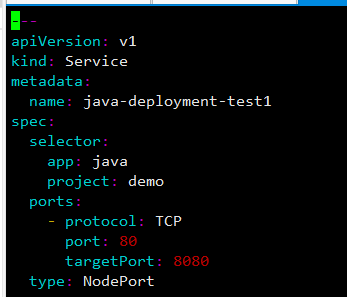 ---
apiVersion: v1
kind: Service
metadata:
  name: java-deployment-test1
spec:
  selector:
    app: java
    project: demo
  ports:
    - protocol: TCP
      port: 80
      targetPort: 8080
  type: NodePort